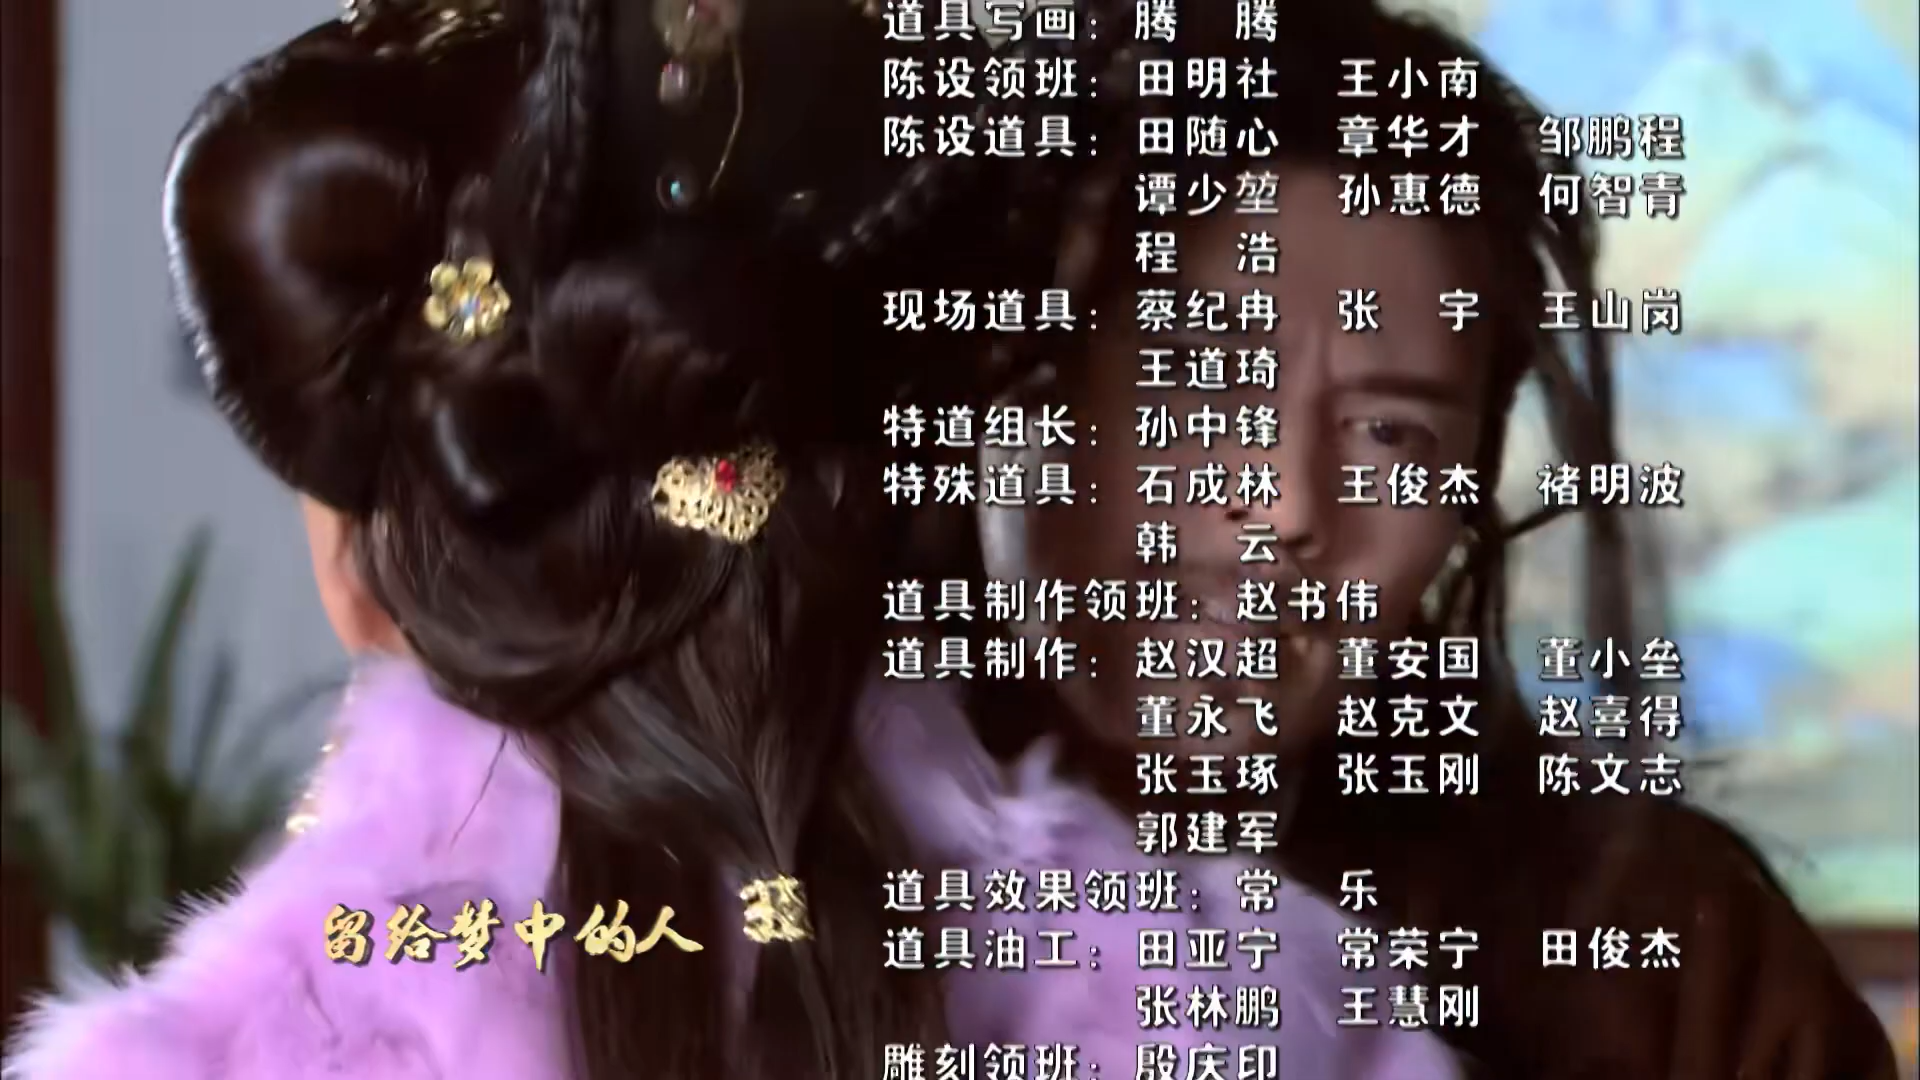 道具写画：腾　腾
陈设领班：田明社　王小南
陈设道具：田随心　章华才　邹鹏程
谭少堃　孙惠德　何智青
程　浩
现场道具：蔡纪冉　张　宇　王山岗
王道琦
特道组长：孙中锋
特殊道具：石成林　王俊杰　褚明波
韩　云
道具制作领班：赵书伟
道具制作：赵汉超　董安国　董小垒
董永飞　赵克文　赵喜得
张玉琢　张玉刚　陈文志
郭建军
道具效果领班：常　乐
留给梦中的人
道具油工：田亚宁　常荣宁　田俊杰
张林鹏　王慧刚
雕刻领班：殷庆印